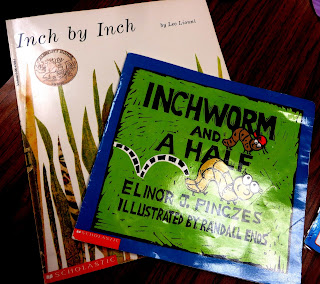 Inch by Inch
by Leo Lionni
SCHOLASTIC
INCHWORM
AND
A HALF
ELINOR J. PINCZES
ILLUSTRATED BY RANDALL ENOS
SCHOLASTIC